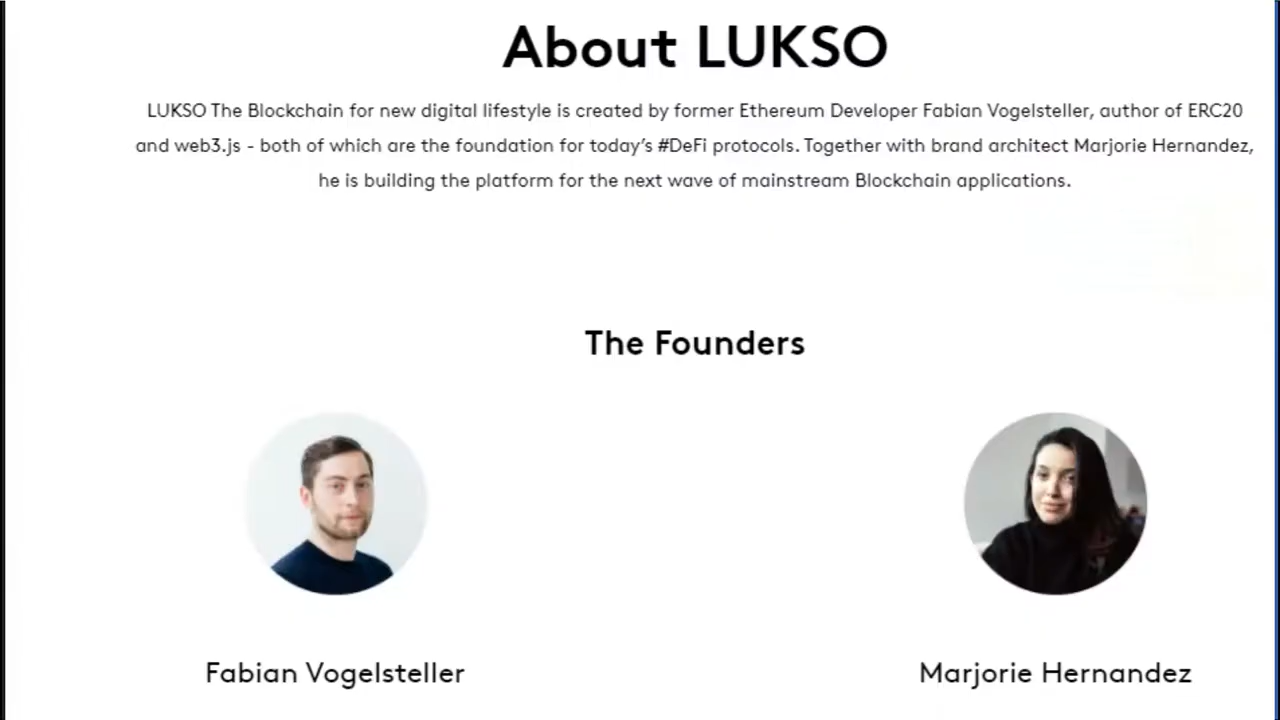 About LUKSO
LUKSO The Blockchain for new digital lifestyle is created by former Ethereum Developer Fabian Vogelsteller, author of ERC20
and web3.js - both of which are the foundation for today’s #DeFi protocols. Together with brand architect Marjorie Hernandez,
he is building the platform for the next wave of mainstream Blockchain applications.
The Founders
Fabian Vogelsteller
Marjorie Hernandez